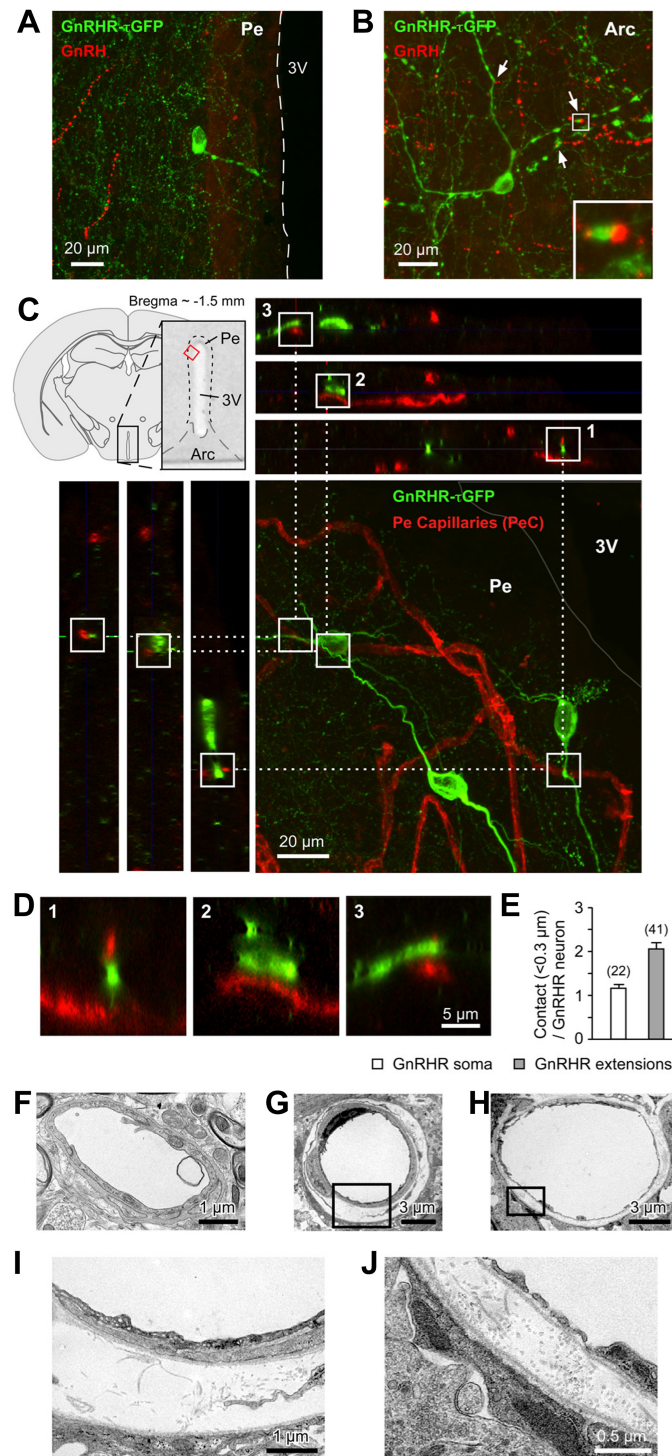 A
GnRHR-τGFP
GnRH
Pe
3V
20 µm
B
GnRHR-τGFP
GnRH
Arc
20 µm
C
Bregma ~ -1.5 mm
Pe
3V
Arc
3
2
1
GnRHR-τGFP
Pe Capillaries (PeC)
3V
Pe
20 µm
D
1
2
3
5 µm
E
Contact (<0.3 µm)
/ GnRHR neuron
3
2
1
0
(22)
(41)
GnRHR soma
GnRHR extensions
F
1 µm
G
3 µm
H
3 µm
I
1 µm
J
0.5 µm